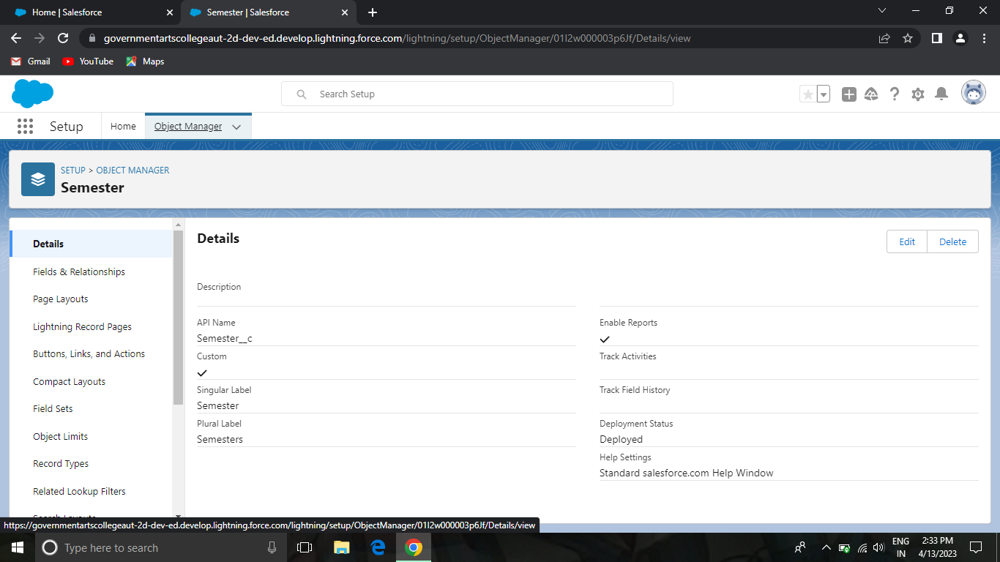 Home | Salesforce
Semester | Salesforce
governmentartscollegeaut-2d-dev-ed.develop.lightning.force.com/lightning/setup/ObjectManager/01I2w000003p6Jf/Details/view
Gmail
YouTube
Maps
Search Setup
Setup
Home
Object Manager
SETUP > OBJECT MANAGER
Semester
Details
Fields & Relationships
Page Layouts
Lightning Record Pages
Buttons, Links, and Actions
Compact Layouts
Field Sets
Object Limits
Record Types
Related Lookup Filters
Search Layouts
Details
Edit
Delete
Description
API Name
Semester__c
Custom
Singular Label
Semester
Plural Label
Semesters
Enable Reports
Track Activities
Track Field History
Deployment Status
Deployed
Help Settings
Standard salesforce.com Help Window
https://governmentartscollegeaut-2d-dev-ed.develop.lightning.force.com/lightning/setup/ObjectManager/01I2w000003p6Jf/Details/view
Type here to search
ENG
IN
2:33 PM
4/13/2023